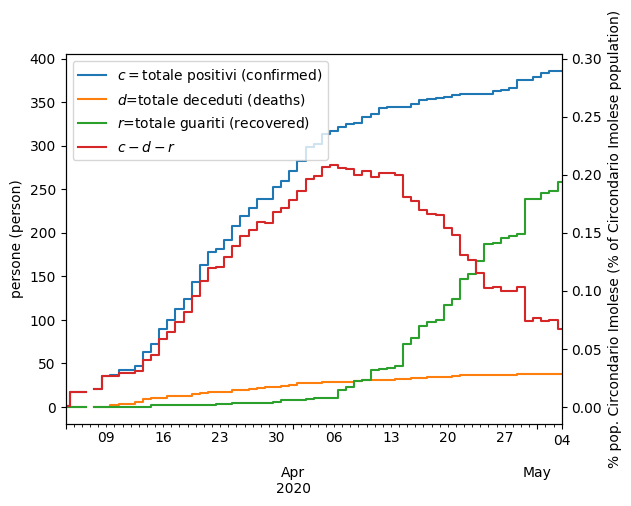 400
350
300
250
200
150
100
50
0
persone (person)
c = totale positivi (confirmed)
d=totale deceduti (deaths)
r=totale guariti (recovered)
c − d − r
0.30
0.25
0.20
0.15
0.10
0.05
0.00
% pop. Circondario Imolese (% of Circondario Imolese population)
09 16 23 30 06 13 20 27 04
Apr May
2020